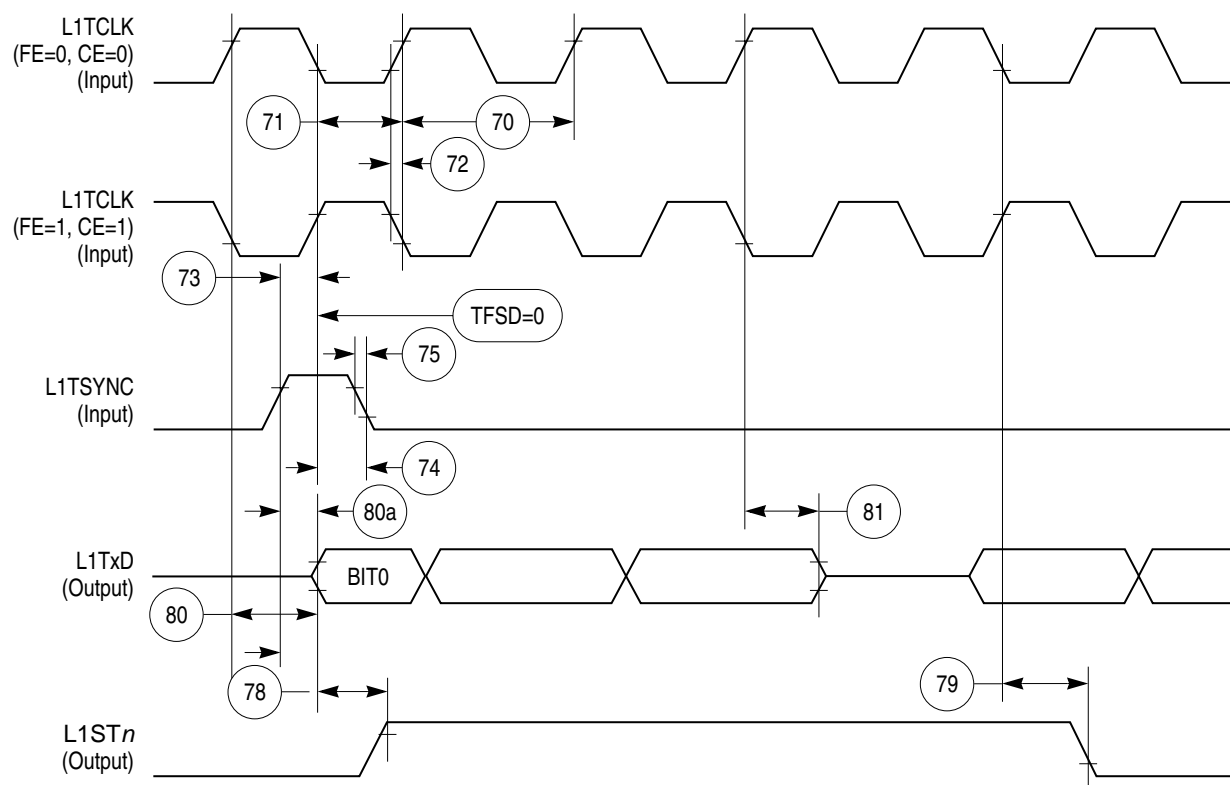 L1TCLK
(FE=0, CE=0)
(Input)
71
70
72
L1TCLK
(FE=1, CE=1)
(Input)
73
TFSD=0
75
L1TSYNC
(Input)
74
80a
81
L1TxD
(Output)
BIT0
80
78
79
L1STn
(Output)